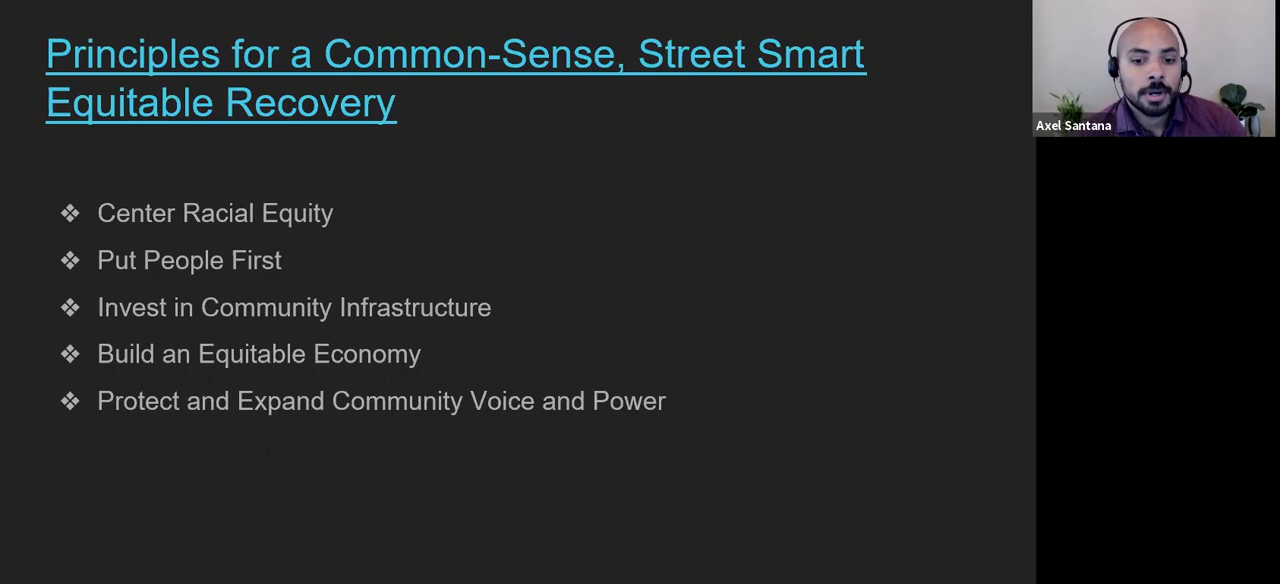 Principles for a Common-Sense, Street Smart
Equitable Recovery
❖ Center Racial Equity
❖ Put People First
❖ Invest in Community Infrastructure
❖ Build an Equitable Economy
❖ Protect and Expand Community Voice and Power
Axel Santana